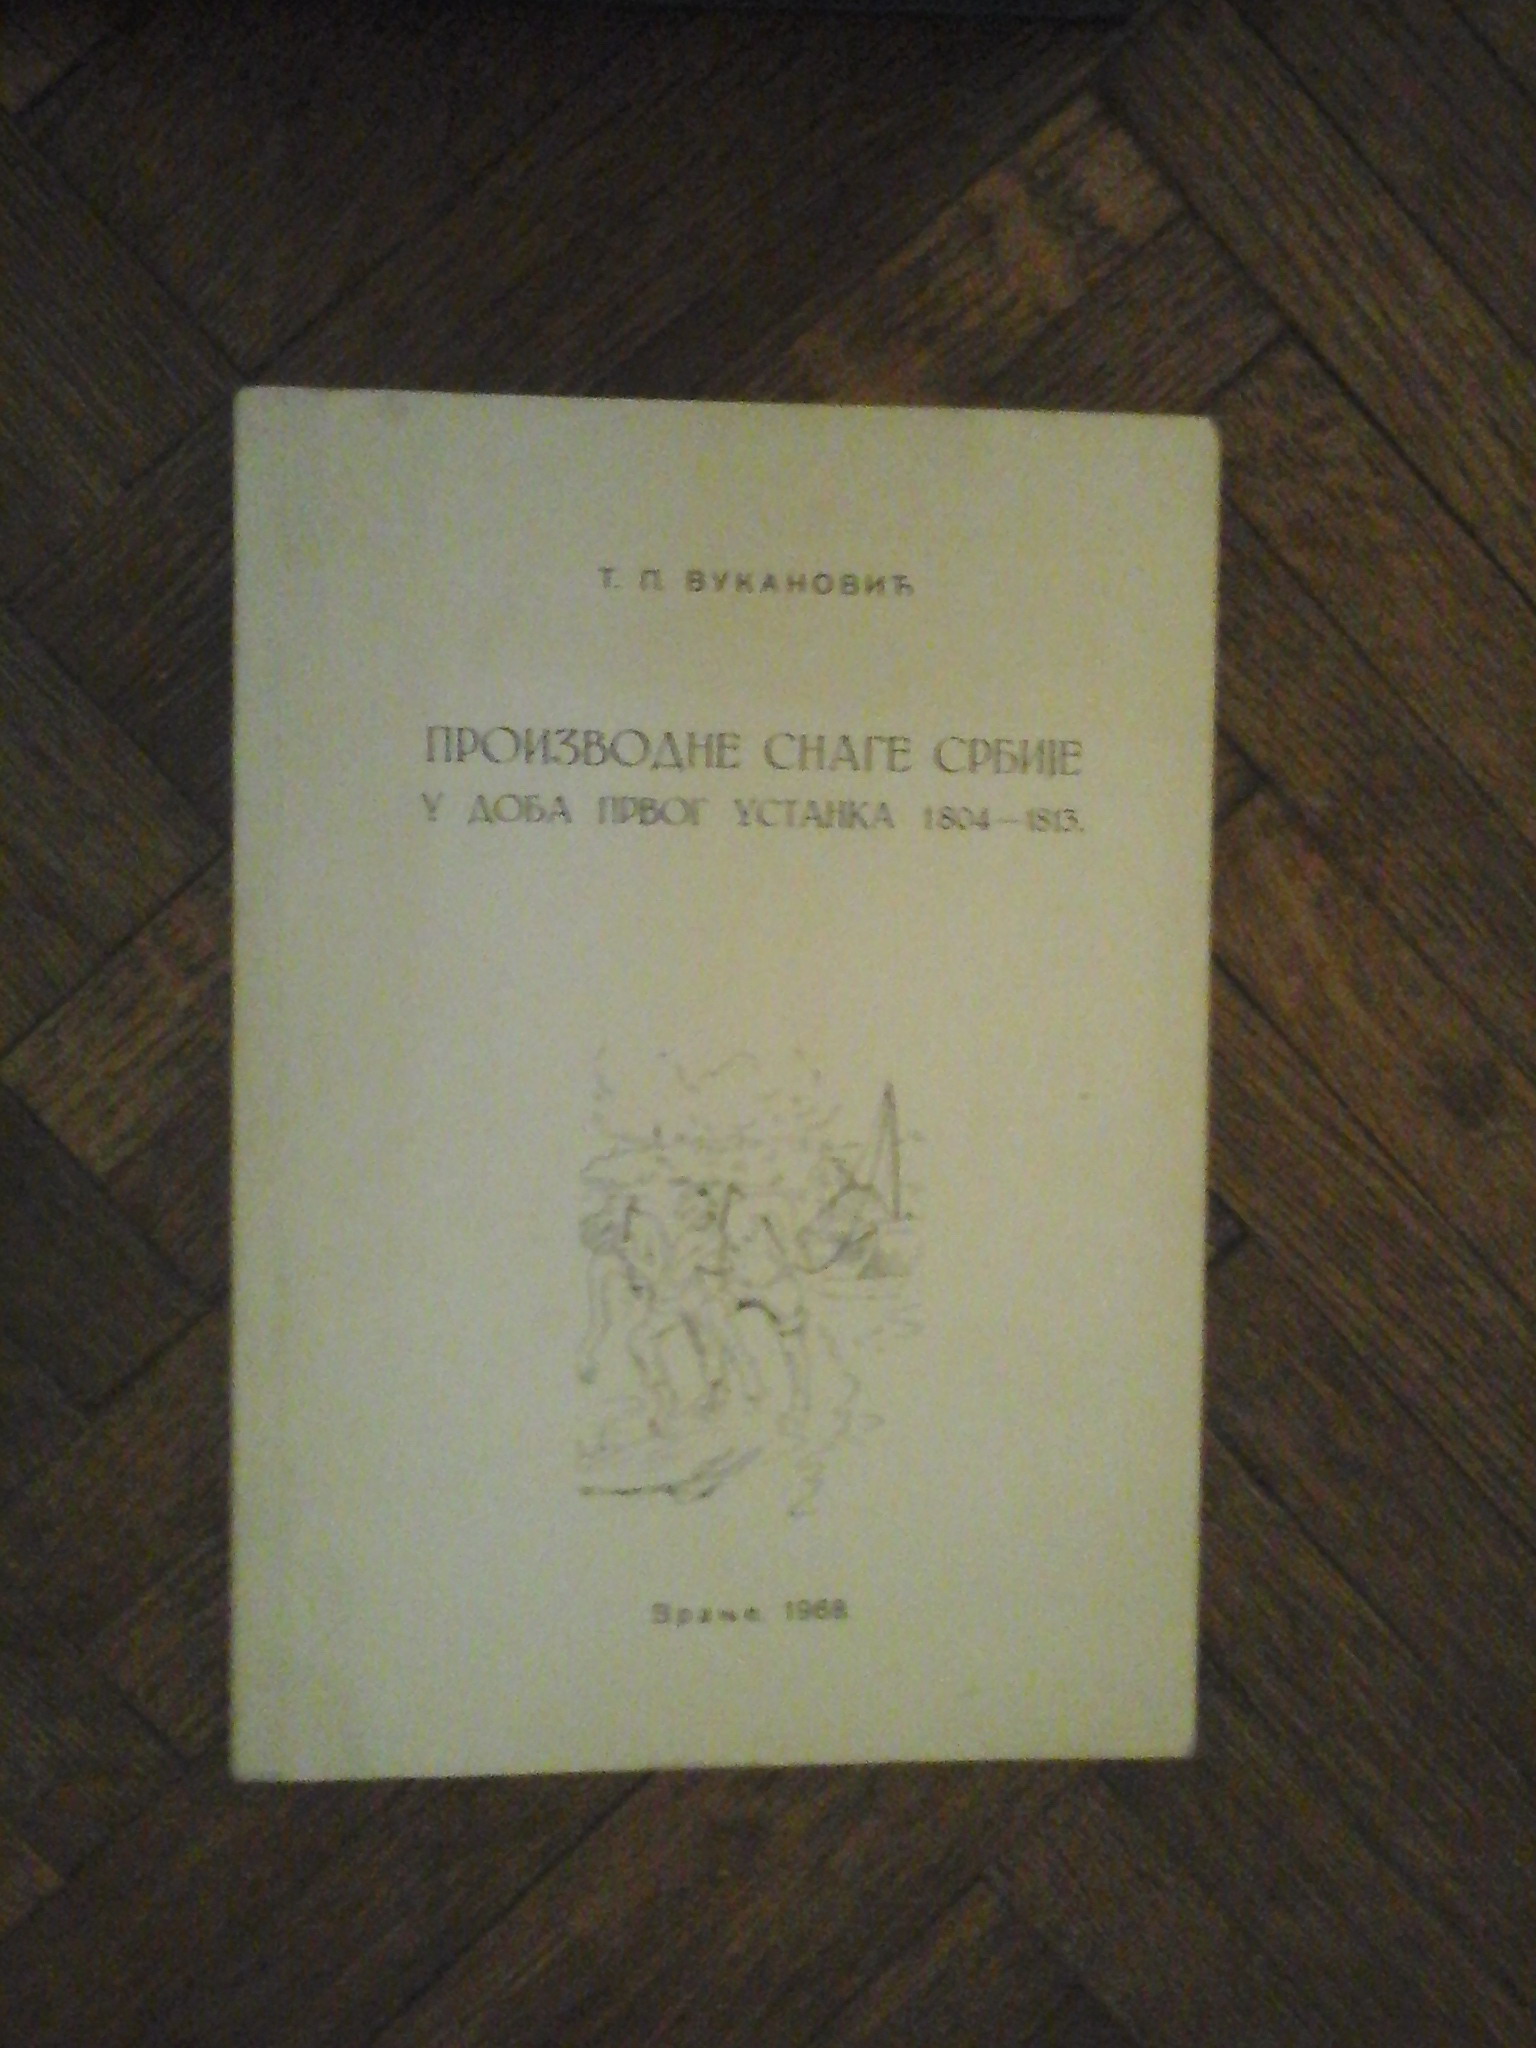 Т. П. ВУКАНОВИЋ
ПРОИЗВОДНЕ СНАГЕ СРБИЈЕ
У ДОБА ПРВОГ УСТАНКА 1804—1813.
Врање 1968